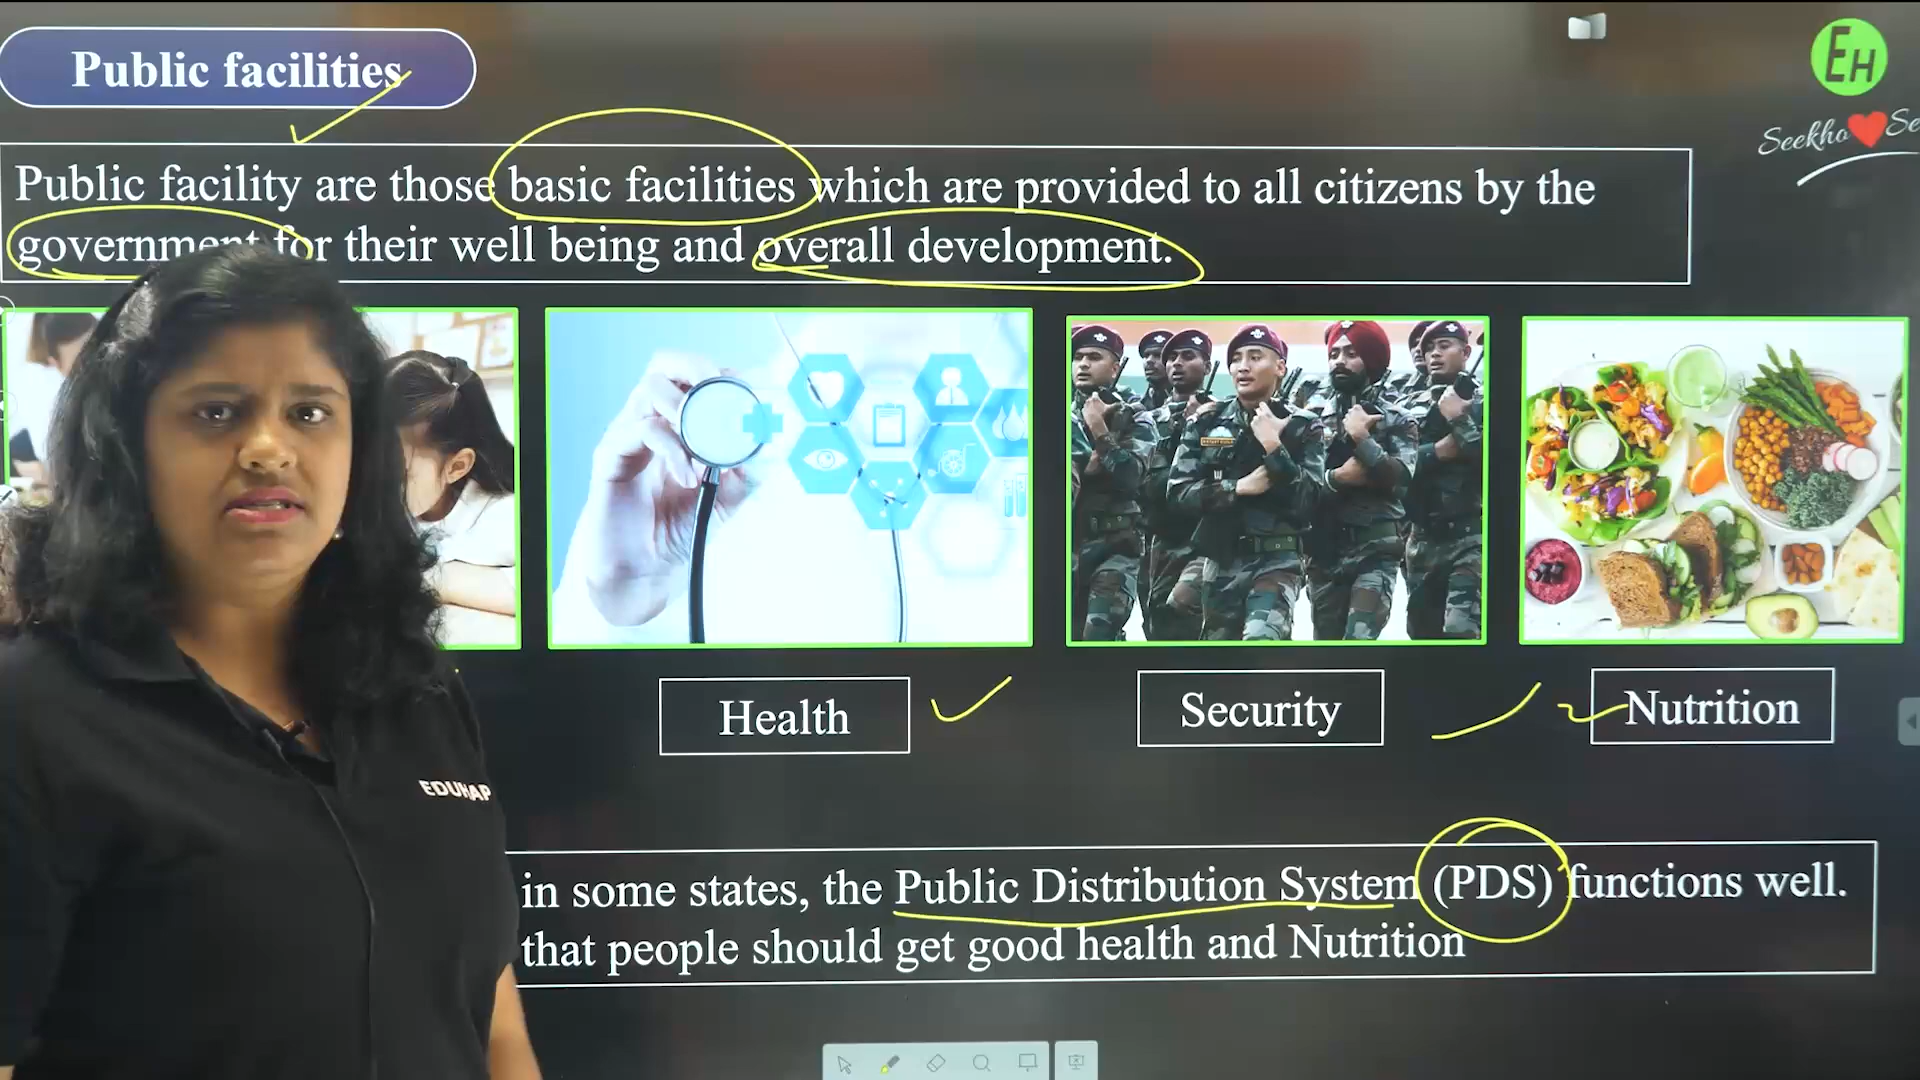 Public facilities
EH
Seekho
Se
Public facility are those basic facilities which are provided to all citizens by the
government for their well being and overall development.
Health
Security
Nutrition
EDUHAP
in some states, the Public Distribution System (PDS) functions well.
that people should get good health and Nutrition